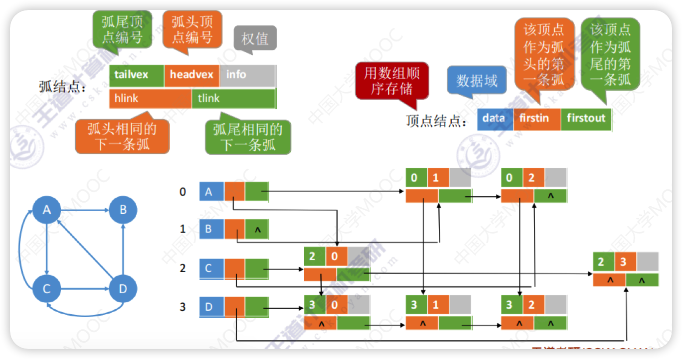 弧尾顶
点编号
弧头顶
点编号
权值
tailvex headvex info
弧结点:
hlink tlink
弧头相同的
下一条弧
弧尾相同的
下一条弧
用数组顺
序存储
数据域
该顶点
作为弧
头的第
一条弧
该顶点
作为弧
尾的第
一条弧
顶点结点:
data firstin firstout
A B
C D
0 A
1 B ^
2 C
3 D
0 1
0 2
^
2 0
2 3
^ ^
3 0
^
3 1
^
3 2
^ ^
王道计算机考研
中国大学MOOC